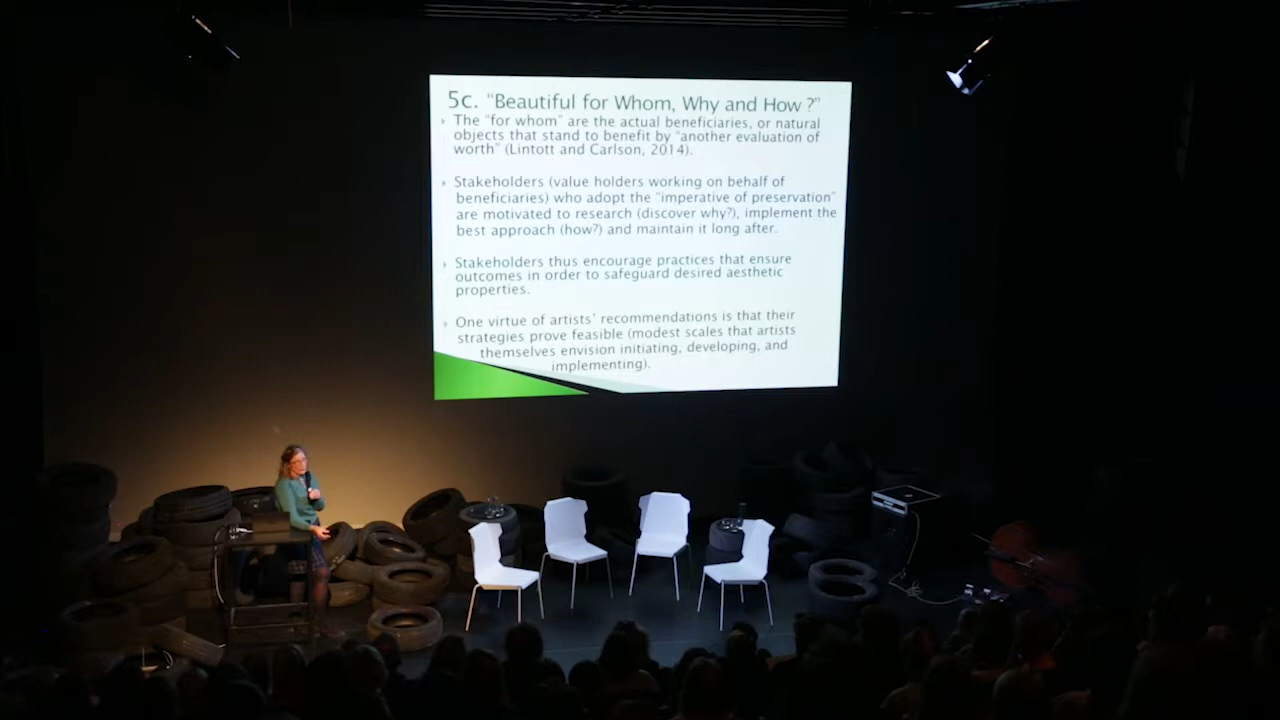 5c. "Beautiful for Whom, Why and How ?"
The "for whom" are the actual beneficiaries, or natural
objects that stand to benefit by "another evaluation of
worth" (Lintott and Carlson, 2014).
Stakeholders (value holders working on behalf of
beneficiaries) who adopt the "imperative of preservation"
are motivated to research (discover why?), implement the
best approach (how?) and maintain it long after.
Stakeholders thus encourage practices that ensure
outcomes in order to safeguard desired aesthetic
properties.
One virtue of artists' recommendations is that their
strategies prove feasible (modest scales that artists
themselves envision initiating, developing, and
implementing).